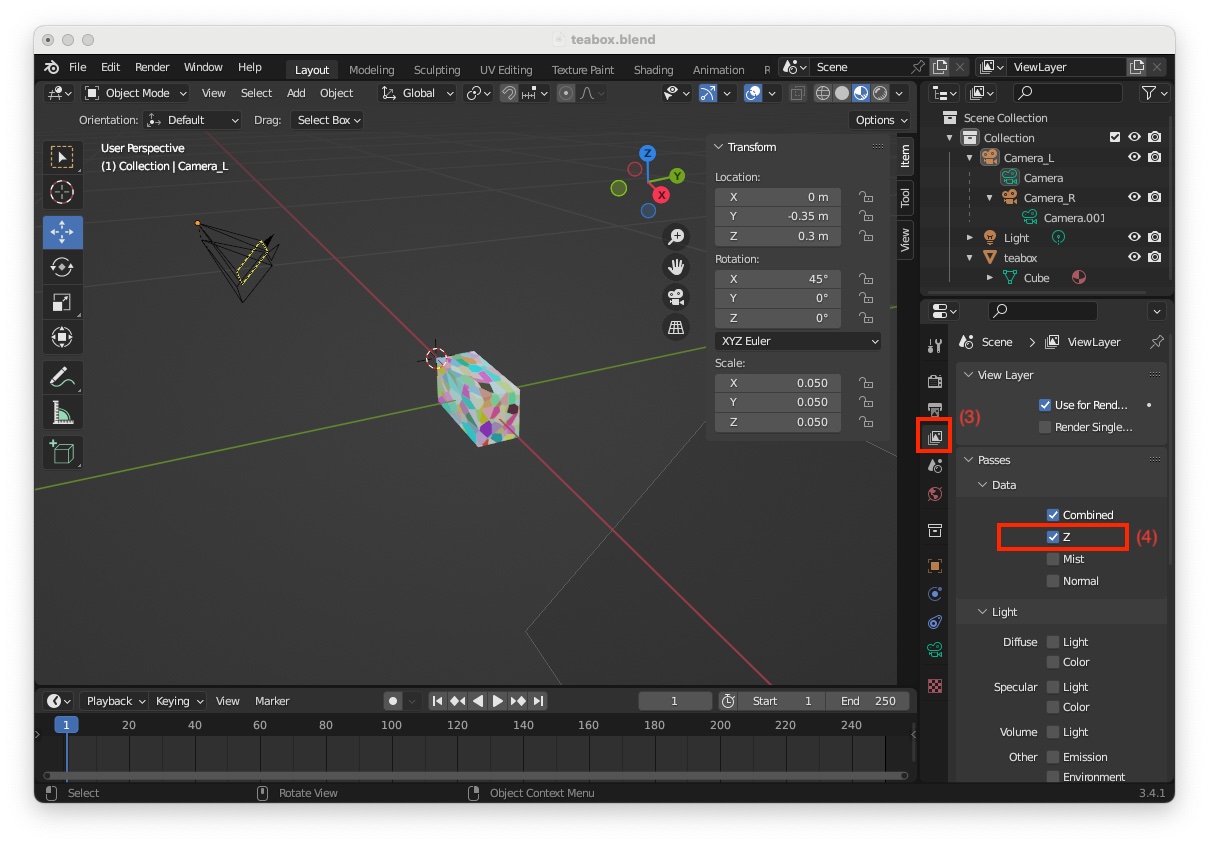 teabox.blend
File Edit Render Window Help Layout Modeling Sculpting UV Editing Texture Paint Shading Animation R Scene ViewLayer
Object Mode View Select Add Object Global
Orientation: Default Drag: Select Box Options
User Perspective
(1) Collection | Camera_L
Z
Y
X
Item
Tool
View
Transform
Location:
X 0 m
Y -0.35 m
Z 0.3 m
Rotation:
X 45°
Y 0°
Z 0°
XYZ Euler
Scale:
X 0.050
Y 0.050
Z 0.050
Scene Collection
Collection
Camera_L
Camera
Camera_R
Camera.001
Light
teabox
Cube
Scene ViewLayer
View Layer
Use for Rend...
(3)
Render Single...
Passes
Data
Combined
Z (4)
Mist
Normal
Light
Diffuse Light
Color
Specular Light
Color
Volume Light
Other Emission
Environment
Playback Keying View Marker 1 Start 1 End 250
1 20 40 60 80 100 120 140 160 180 200 220 240
Select Rotate View Object Context Menu 3.4.1